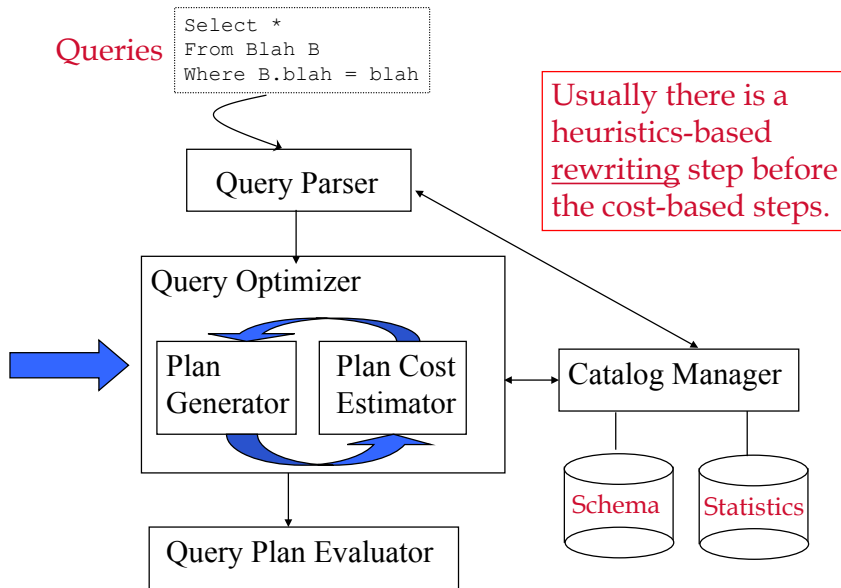 Queries
Select *
From Blah B
Where B.blah = blah
Usually there is a
heuristics-based
rewriting step before
the cost-based steps.
Query Parser
Query Optimizer
Plan
Generator
Plan Cost
Estimator
Catalog Manager
Schema
Statistics
Query Plan Evaluator